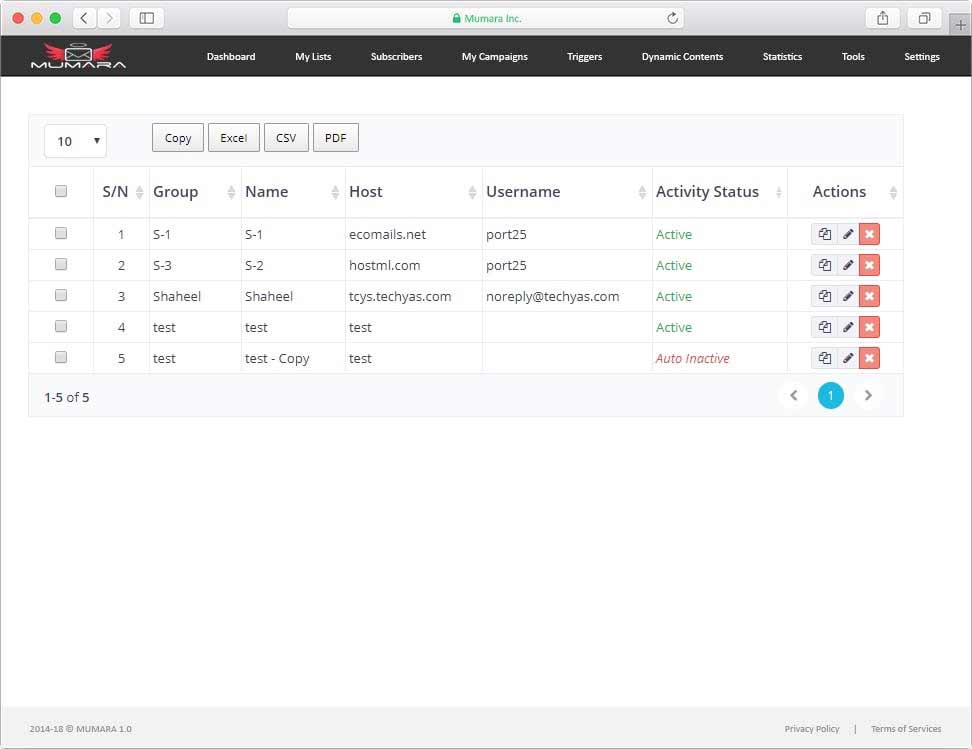 Mumara Inc.
MUMARA Dashboard My Lists Subscribers My Campaigns Triggers Dynamic Contents Statistics Tools Settings
10 Copy Excel CSV PDF
S/N Group Name Host Username Activity Status Actions
1 S-1 S-1 ecomails.net port25 Active
2 S-3 S-2 hostml.com port25 Active
3 Shaheel Shaheel tcys.techyas.com noreply@techyas.com Active
4 test test test Active
5 test test - Copy test Auto Inactive
1-5 of 5 1
2014-18 © MUMARA 1.0 Privacy Policy | Terms of Services